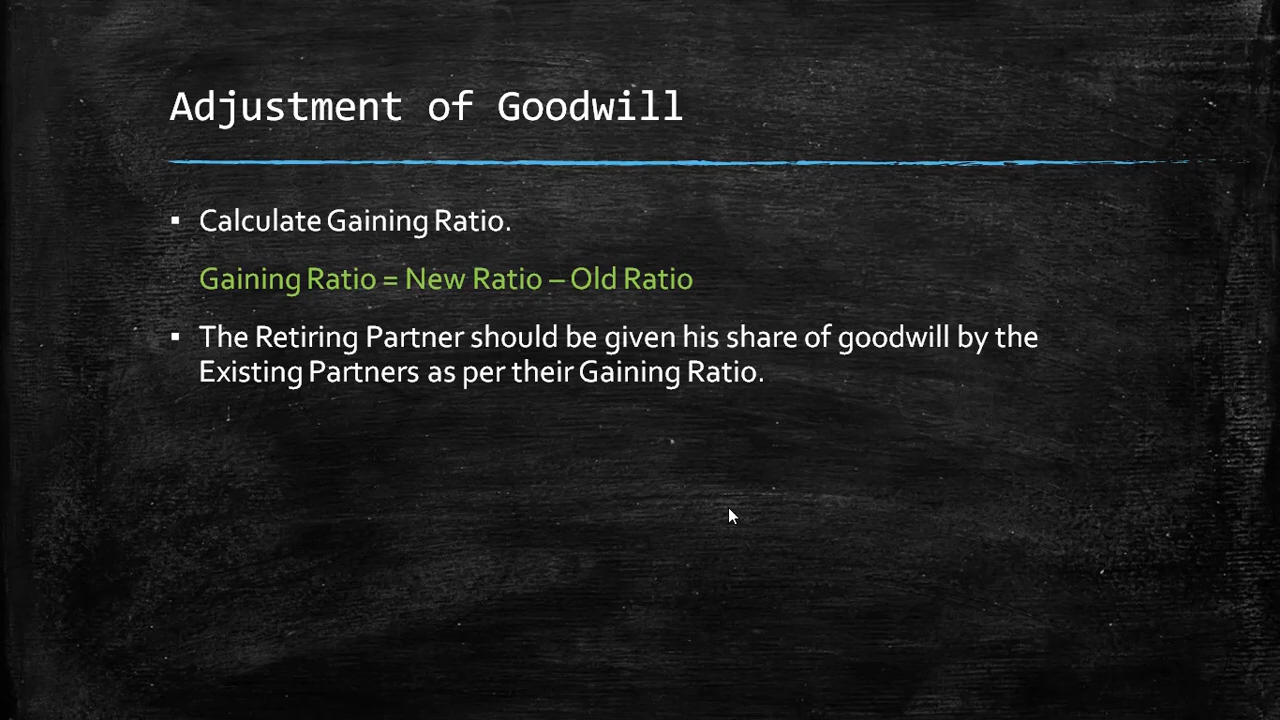 Adjustment of Goodwill
▪ Calculate Gaining Ratio.
Gaining Ratio = New Ratio – Old Ratio
▪ The Retiring Partner should be given his share of goodwill by the
Existing Partners as per their Gaining Ratio.